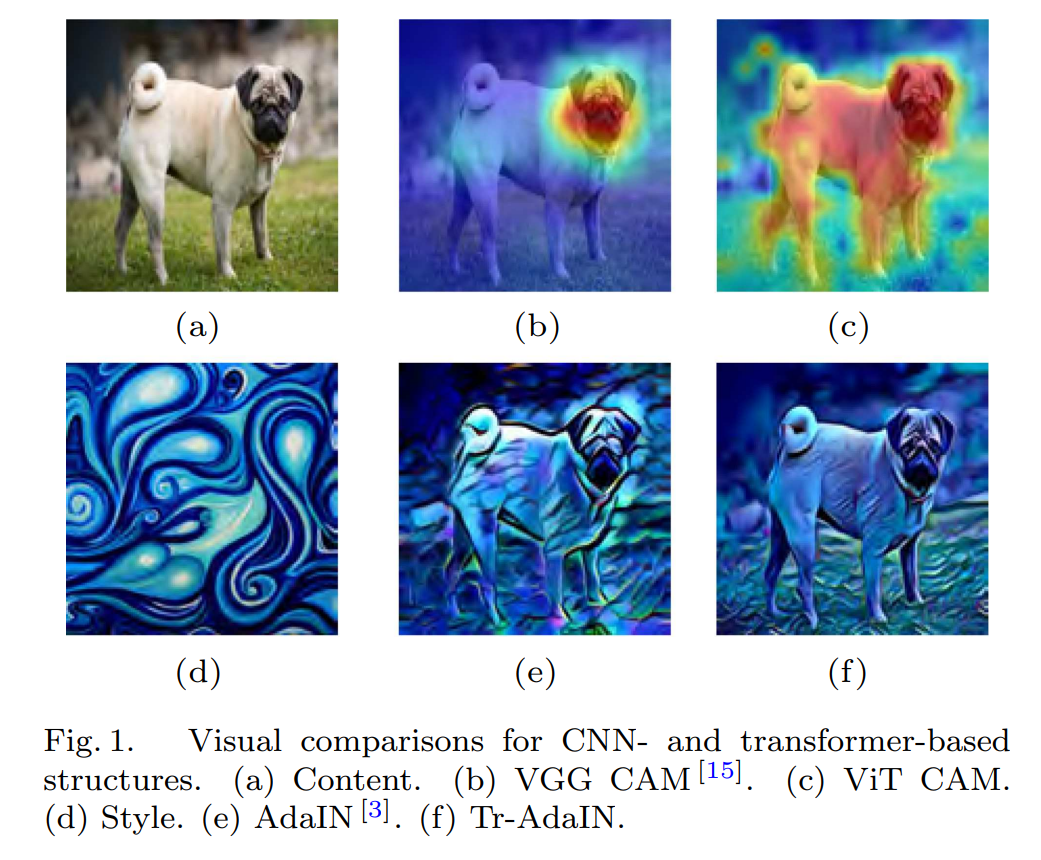 (a)
(b)
(c)
(d)
(e)
(f)
Fig. 1. Visual comparisons for CNN- and transformer-based
structures. (a) Content. (b) VGG CAM [15]. (c) ViT CAM.
(d) Style. (e) AdaIN [3]. (f) Tr-AdaIN.